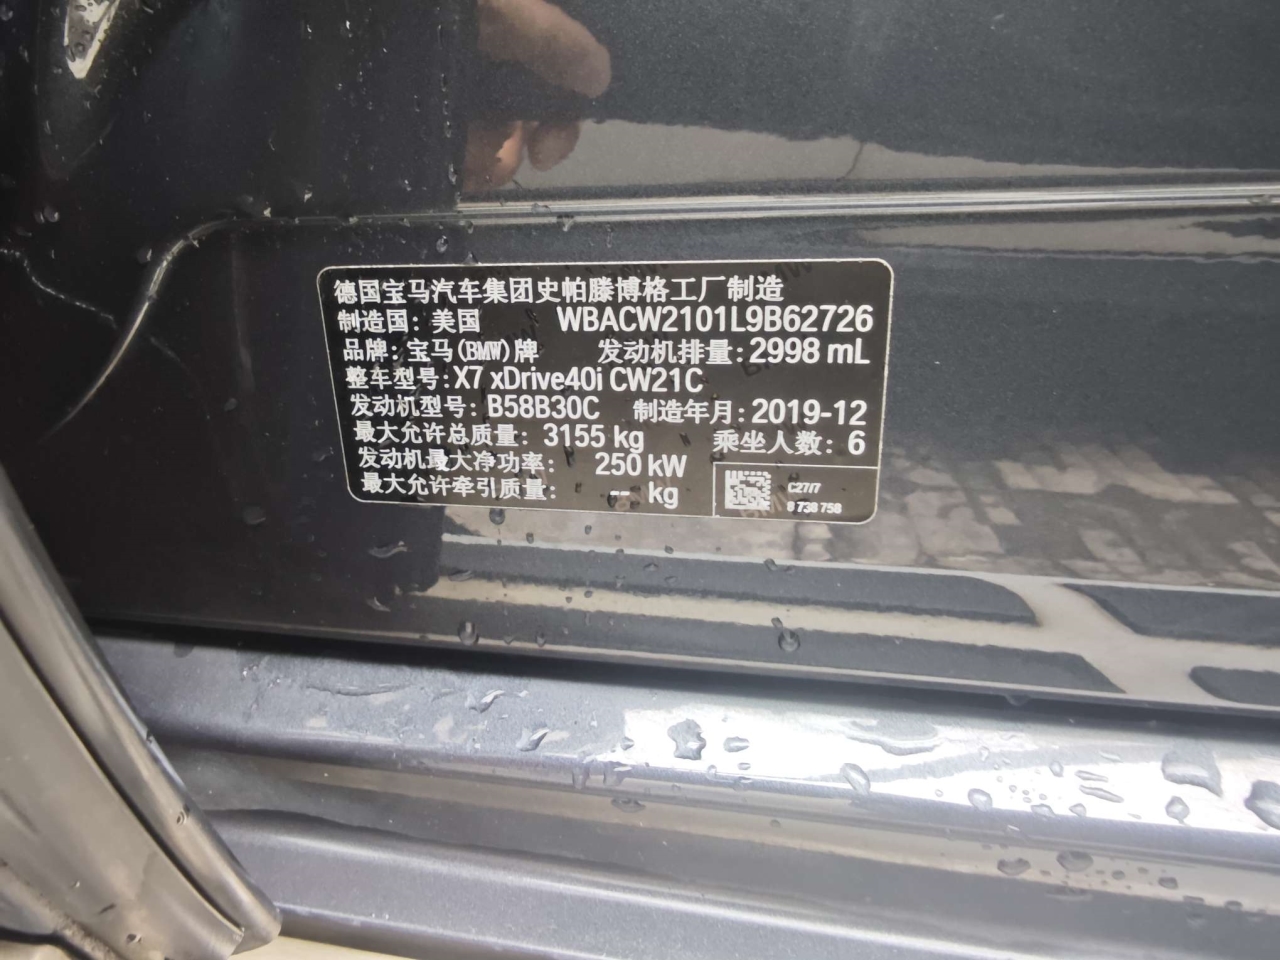 德国宝马汽车集团史帕滕博格工厂制造
制造国: 美国 WBACW2101L9B62726
品牌: 宝马(BMW)牌 发动机排量: 2998 mL
整车型号: X7 xDrive40i CW21C
发动机型号: B58B30C 制造年月: 2019-12
最大允许总质量: 3155 kg 乘坐人数: 6
发动机最大净功率: 250 kW
最大允许牵引质量: -- kg
C27/7
8 738 758